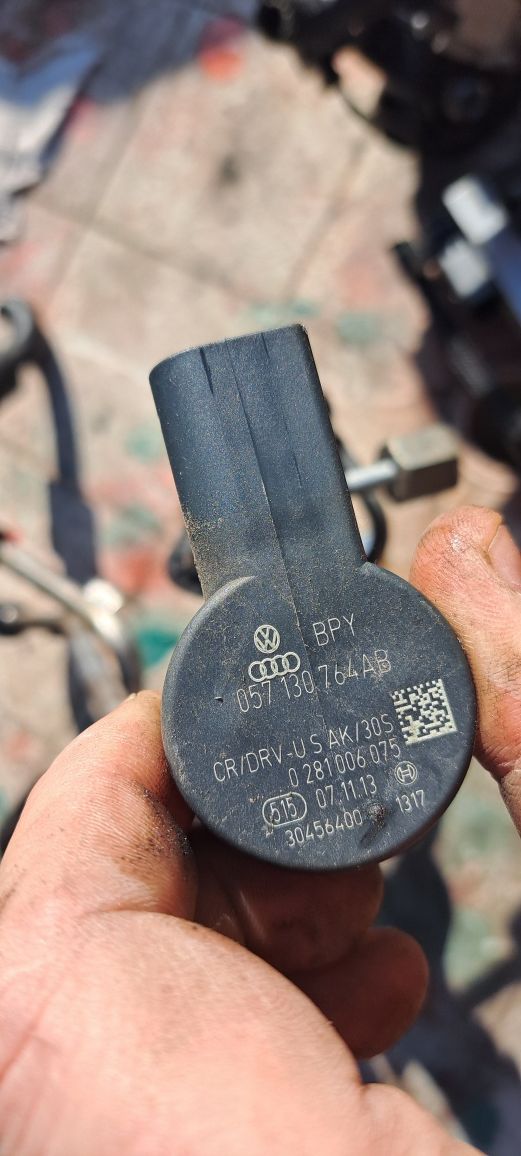 BPY
057 130 764AB
CR/DRV-U S AK/30S
0 281 006 075
515 07.11.13
30456400 1317